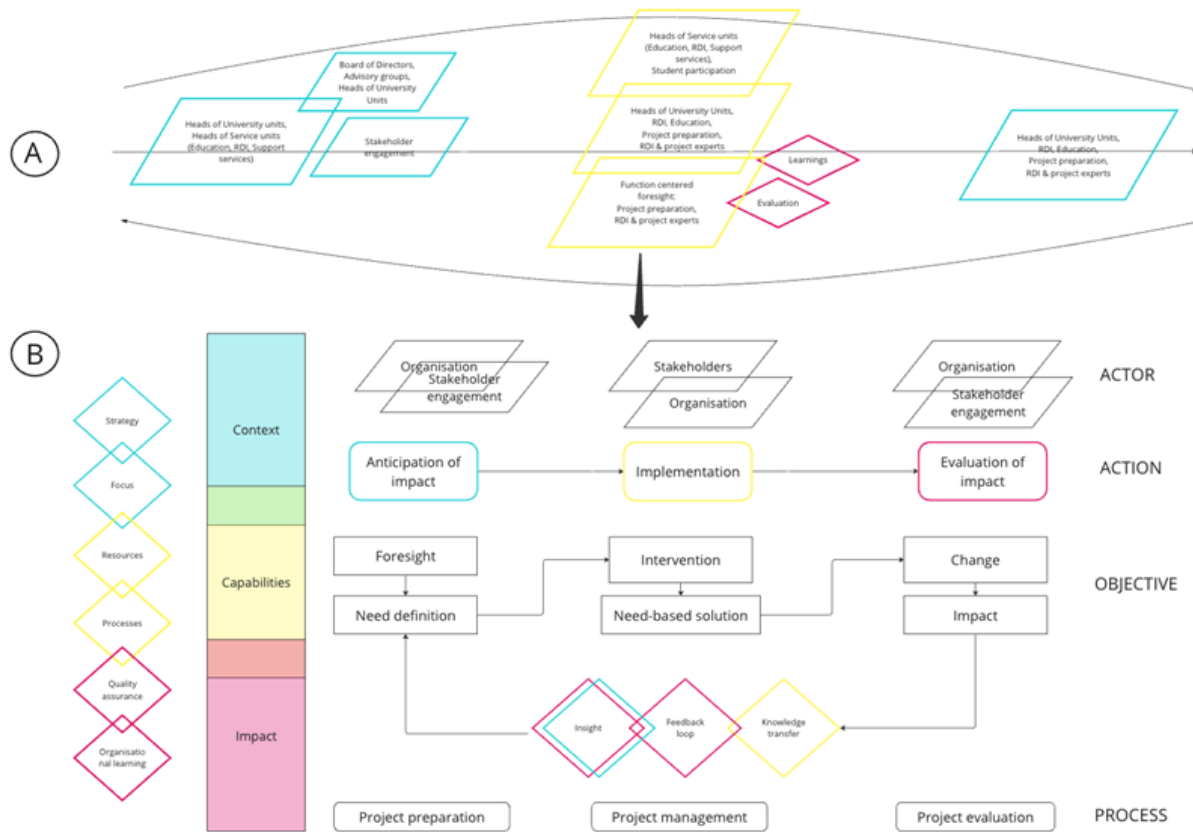 A
Heads of University units,
Heads of Service units
(Education, RDI, Support
services)
Board of Directors,
Advisory groups,
Heads of University
Units
Stakeholder
engagement
Heads of Service units
(Education, RDI, Support
services),
Student participation
Heads of University Units,
RDI, Education,
Project preparation,
RDI & project experts
Function centered
foresight:
Project preparation,
RDI & project experts
Learnings
Evaluation
Heads of University Units,
RDI, Education,
Project preparation,
RDI & project experts
B
Strategy
Focus
Resources
Processes
Quality
assurance
Organisatio
nal learning
Context
Capabilities
Impact
Organisation
Stakeholder
engagement
Stakeholders
Organisation
Organisation
Stakeholder
engagement
ACTOR
Anticipation of
impact
Implementation
Evaluation of
impact
ACTION
Foresight
Need definition
Intervention
Need-based solution
Change
Impact
OBJECTIVE
Insight
Feedback
loop
Knowledge
transfer
Project preparation
Project management
Project evaluation
PROCESS